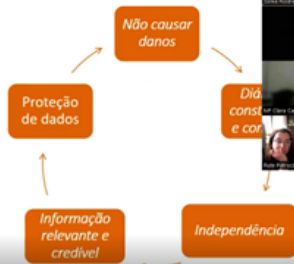 Não causar
danos
Proteção
de dados
Informação
relevante e
credível
Independência